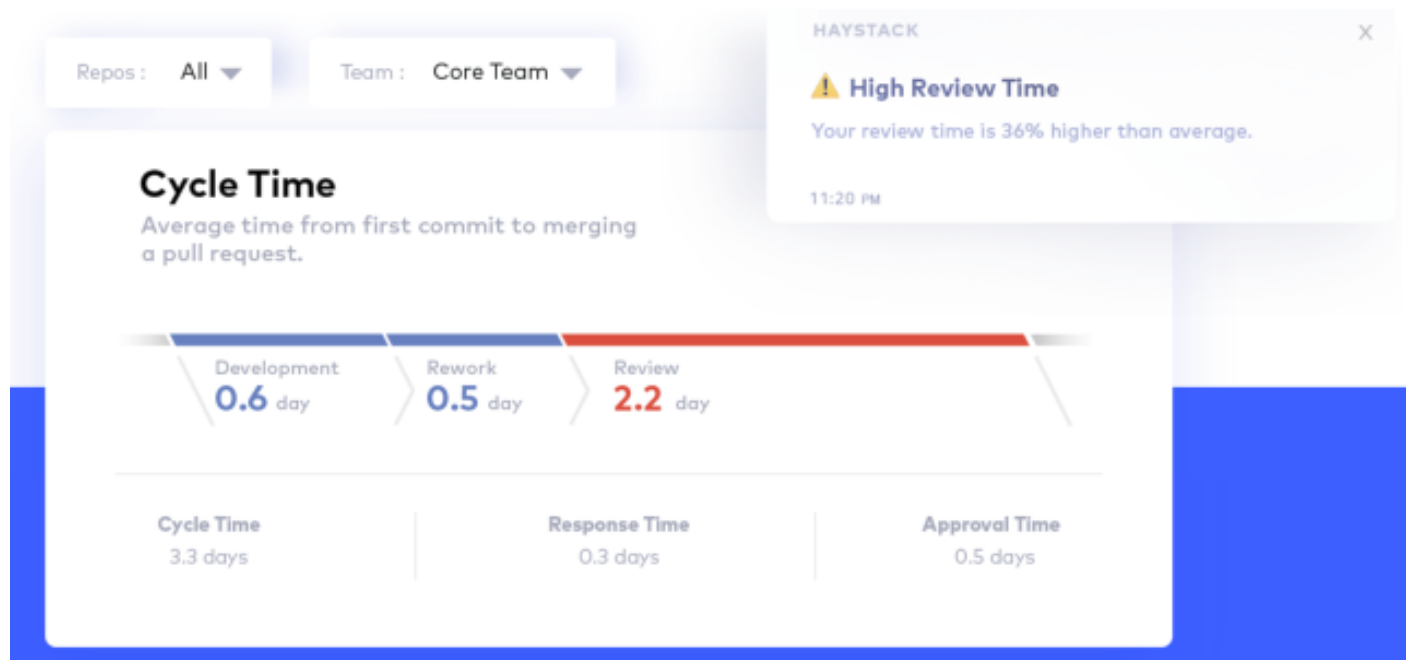 Repos : All
Team : Core Team
HAYSTACK
X
High Review Time
Your review time is 36% higher than average.
11:20 PM
Cycle Time
Average time from first commit to merging
a pull request.
Development
0.6 day
Rework
0.5 day
Review
2.2 day
Cycle Time
3.3 days
Response Time
0.3 days
Approval Time
0.5 days